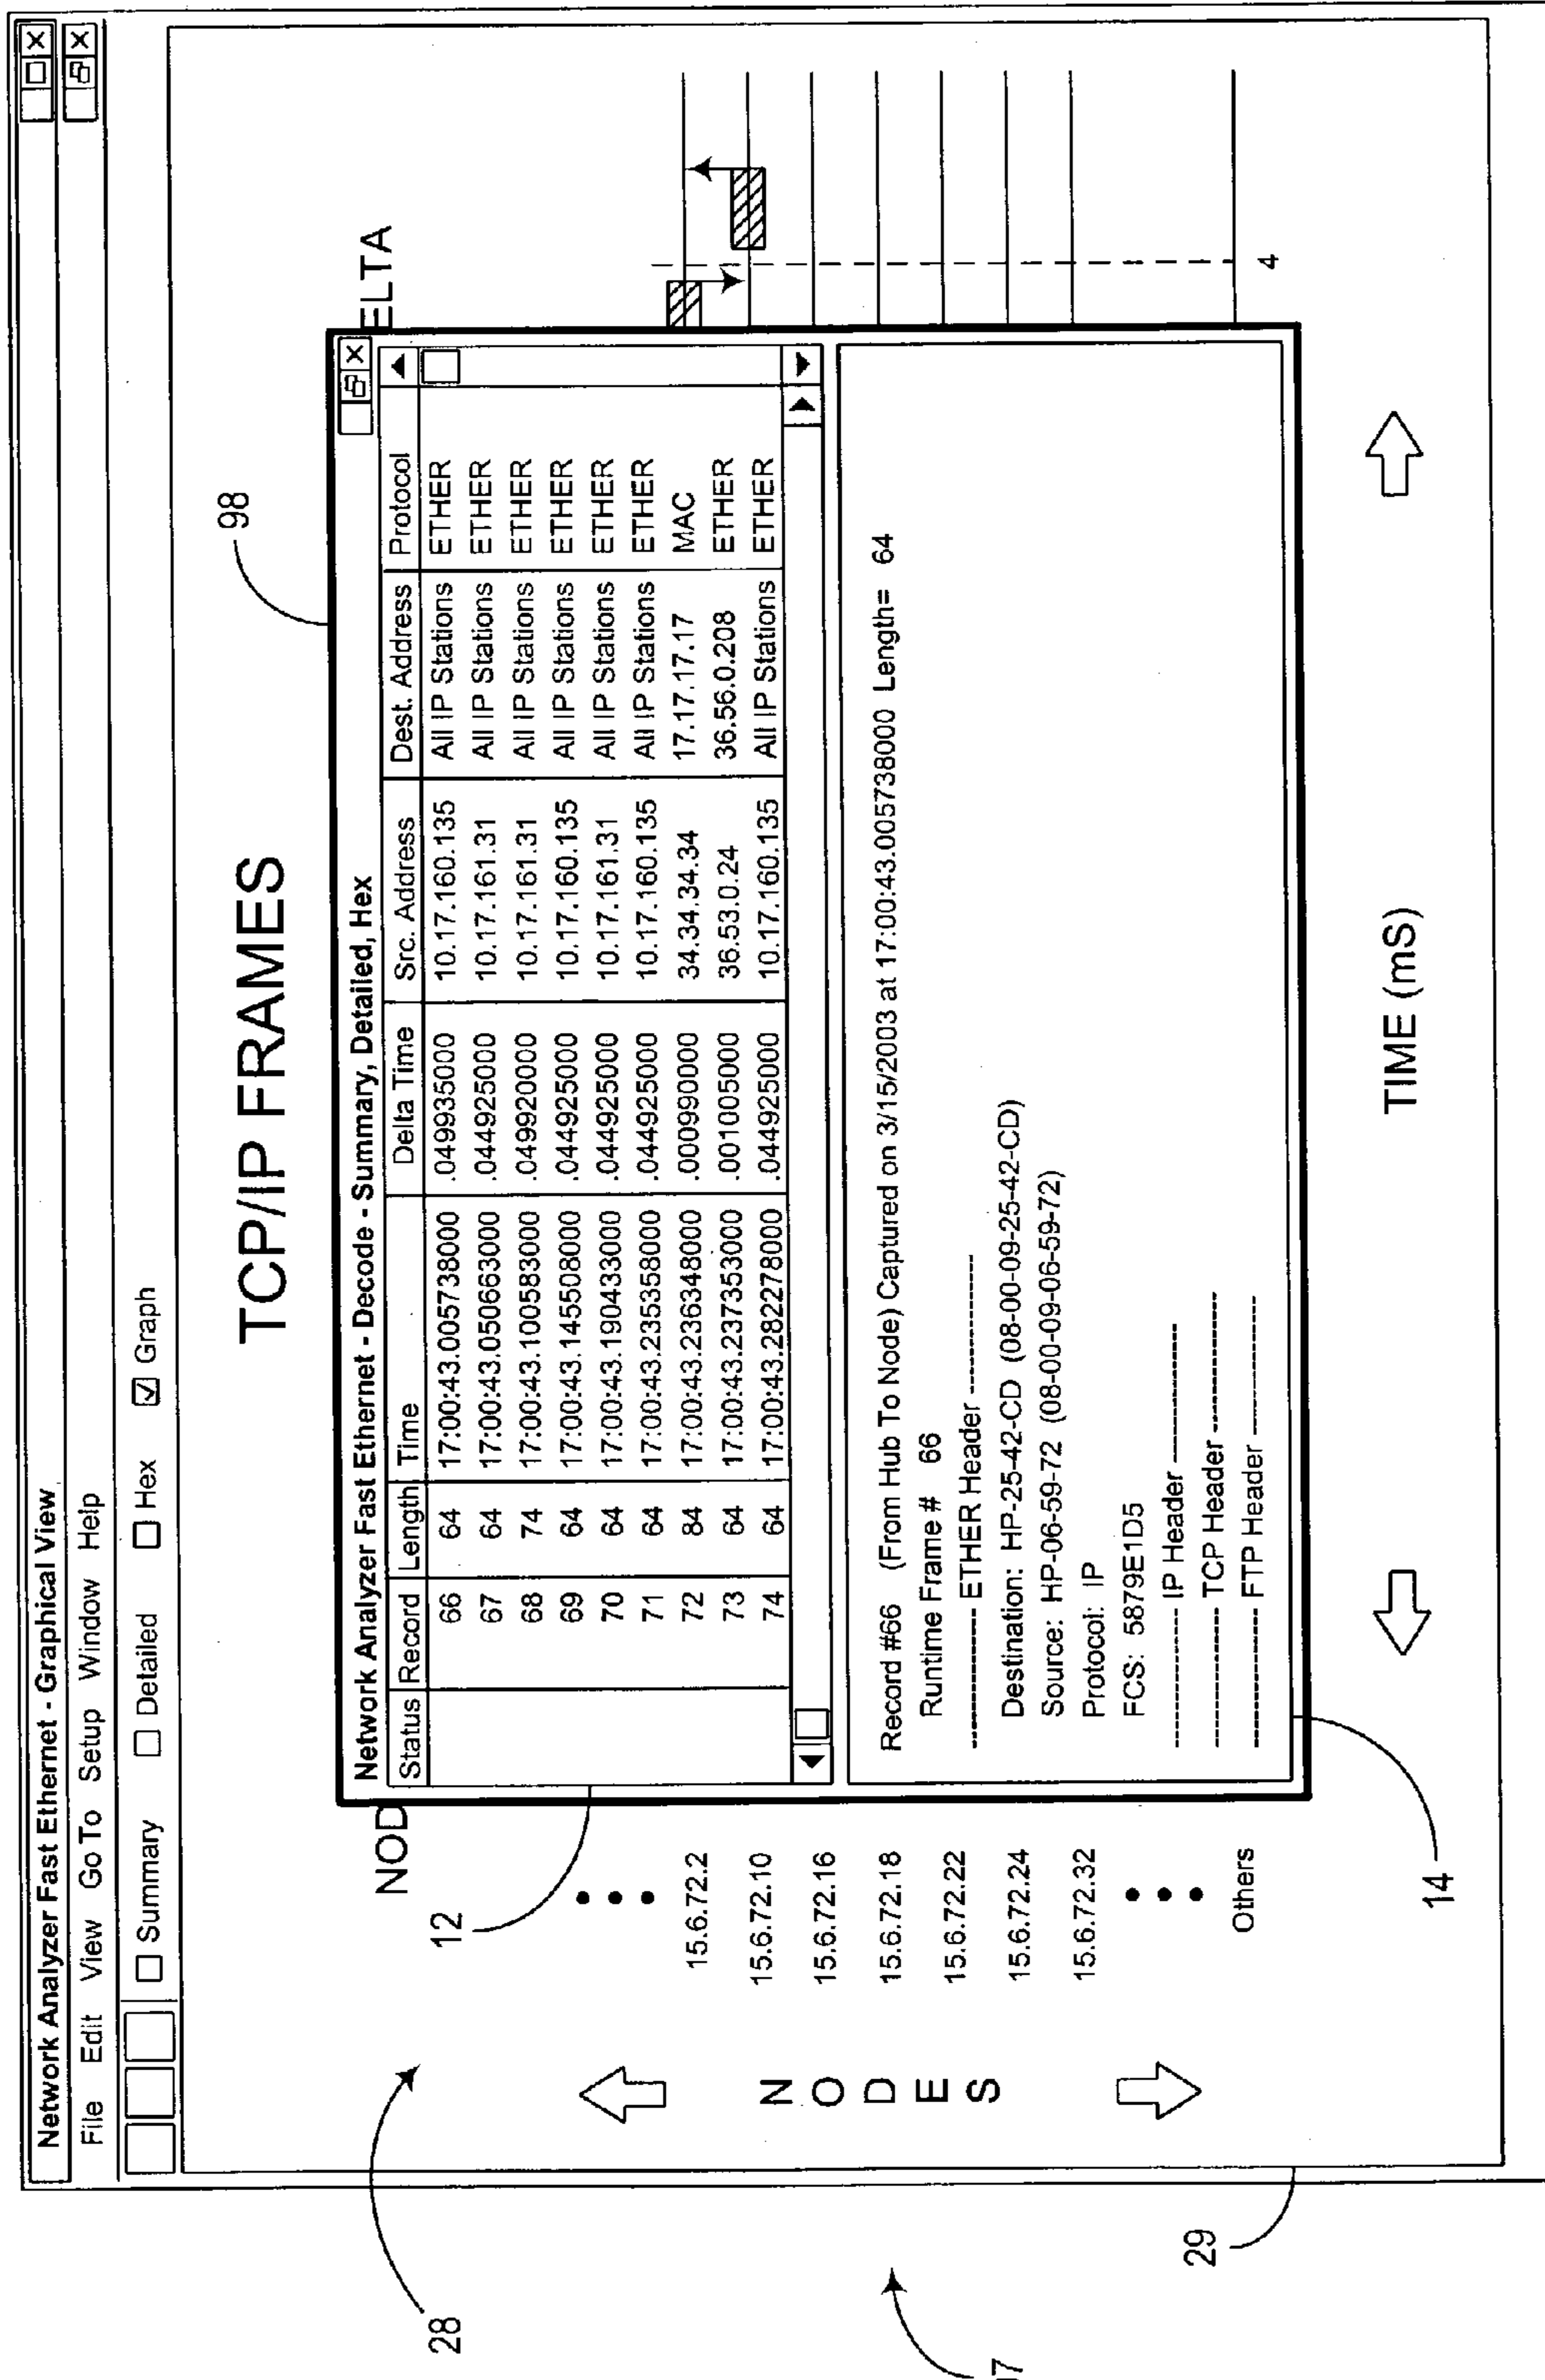 Network Analyzer Fast Ethernet - Graphical View
File Edit View Go To Setup Window Help
Summary Detailed Hex Graph
TCP/IP FRAMES
98
NOD ELTA
Network Analyzer Fast Ethernet - Decode - Summary, Detailed, Hex
Status Record Length Time Delta Time Src. Address Dest. Address Protocol
66 64 17:00:43.005738000 .049935000 10.17.160.135 All IP Stations ETHER
67 64 17:00:43.050663000 .044925000 10.17.161.31 All IP Stations ETHER
68 74 17:00:43.100583000 .049920000 10.17.161.31 All IP Stations ETHER
69 64 17:00:43.145508000 .044925000 10.17.160.135 All IP Stations ETHER
70 64 17:00:43.190433000 .044925000 10.17.161.31 All IP Stations ETHER
71 64 17:00:43.235358000 .044925000 10.17.160.135 All IP Stations ETHER
72 84 17:00:43.236348000 .000990000 34.34.34.34 17.17.17.17 MAC
73 64 17:00:43.237353000 .001005000 36.53.0.24 36.56.0.208 ETHER
74 64 17:00:43.282278000 .044925000 10.17.160.135 All IP Stations ETHER
Record #66 (From Hub To Node) Captured on 3/15/2003 at 17:00:43.005738000 Length= 64
Runtime Frame # 66
------------ ETHER Header ------------
Destination: HP-25-42-CD (08-00-09-25-42-CD)
Source: HP-06-59-72 (08-00-09-06-59-72)
Protocol: IP
FCS: 5879E1D5
------------ IP Header ------------
------------ TCP Header ------------
------------ FTP Header ------------
12
15.6.72.2
15.6.72.10
15.6.72.16
15.6.72.18
15.6.72.22
15.6.72.24
15.6.72.32
Others
NODES
4
14
TIME (mS)
28
29